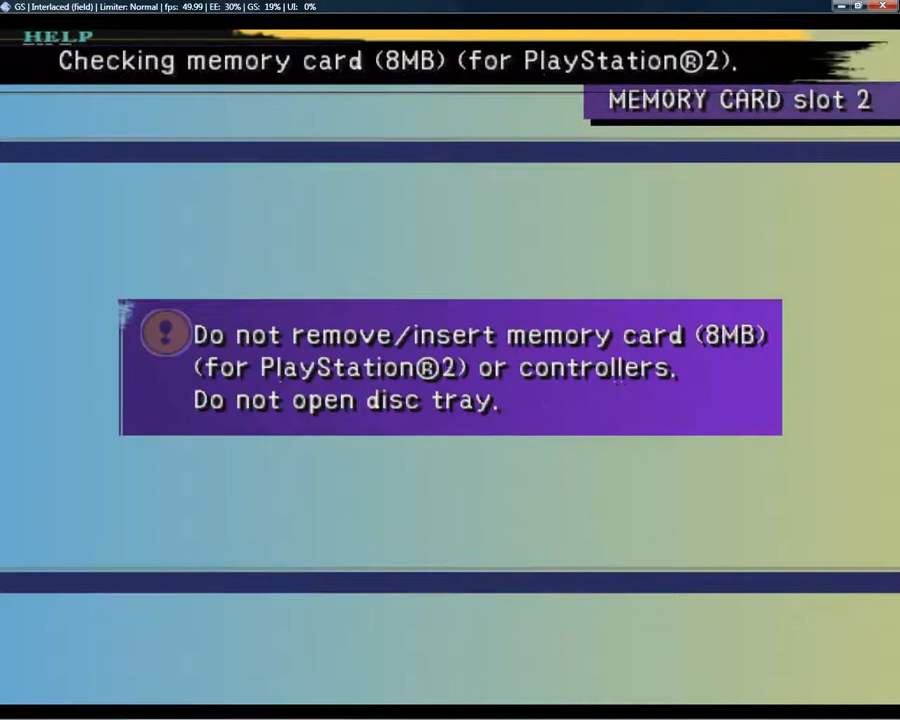 GS | Interlaced (field) | Limiter: Normal | fps: 49.99 | EE: 30% | GS: 19% | UI: 0%
HELP
Checking memory card (8MB) (for PlayStation®2).
MEMORY CARD slot 2
Do not remove/insert memory card (8MB)
(for PlayStation®2) or controllers.
Do not open disc tray.